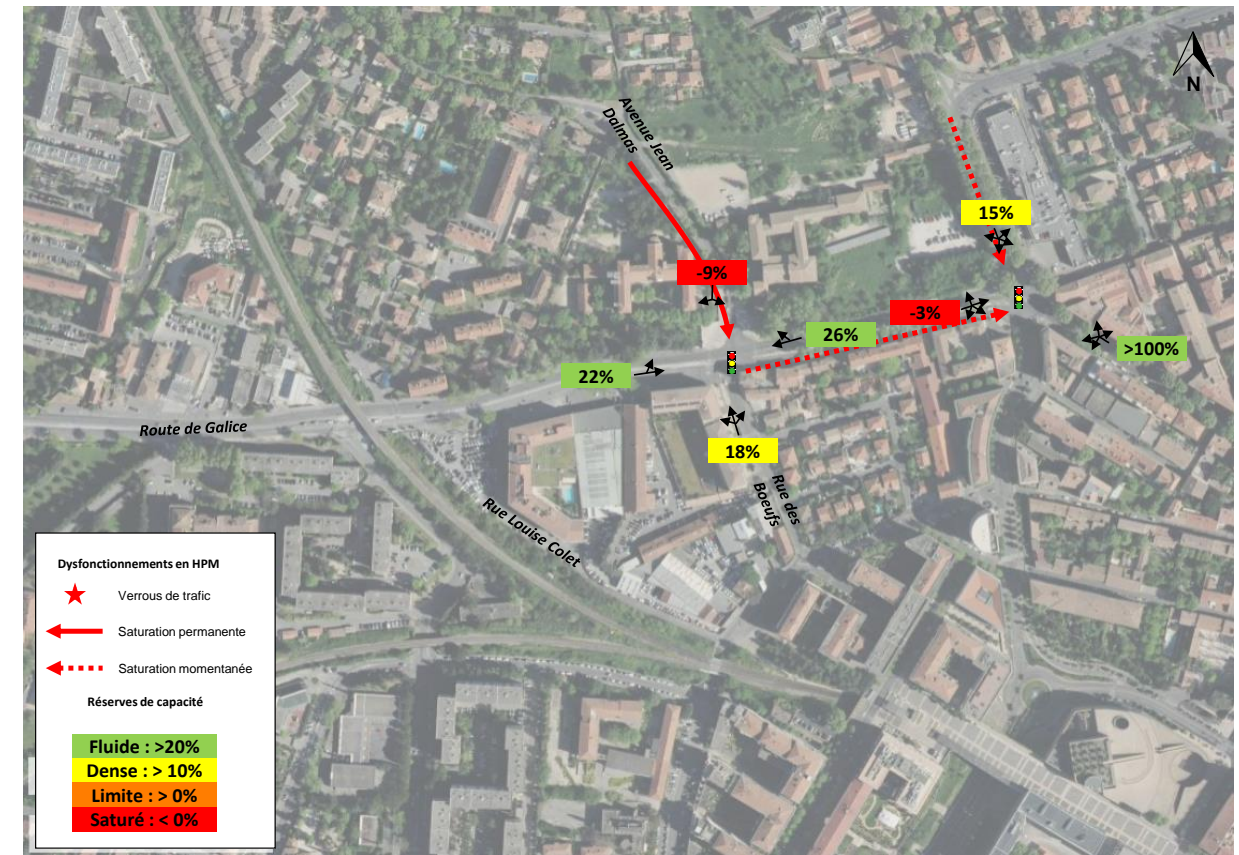 N
Avenue Jean
Dalmas
15%
-9%
-3%
26%
>100%
22%
Route de Galice
18%
Rue des
Boeufs
Rue Louise Colet
Dysfonctionnements en HPM
Verrous de trafic
Saturation permanente
Saturation momentanée
Réserves de capacité
Fluide : >20%
Dense : > 10%
Limite : > 0%
Saturé : < 0%